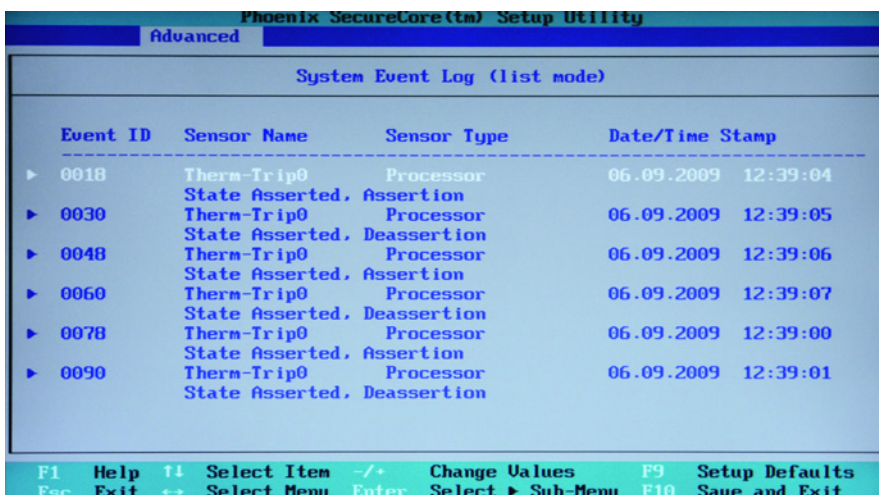 Phoenix SecureCore(tm) Setup Utility
Advanced
System Event Log (list mode)
Event ID Sensor Name Sensor Type Date/Time Stamp
0018 Therm-Trip0 Processor 06.09.2009 12:39:04
State Asserted, Assertion
0030 Therm-Trip0 Processor 06.09.2009 12:39:05
State Asserted, Deassertion
0048 Therm-Trip0 Processor 06.09.2009 12:39:06
State Asserted, Assertion
0060 Therm-Trip0 Processor 06.09.2009 12:39:07
State Asserted, Deassertion
0078 Therm-Trip0 Processor 06.09.2009 12:39:00
State Asserted, Assertion
0090 Therm-Trip0 Processor 06.09.2009 12:39:01
State Asserted, Deassertion
F1 Help ↑↓ Select Item -/+ Change Values F9 Setup Defaults
Esc Exit ↔ Select Menu Enter Select ▶ Sub-Menu F10 Save and Exit